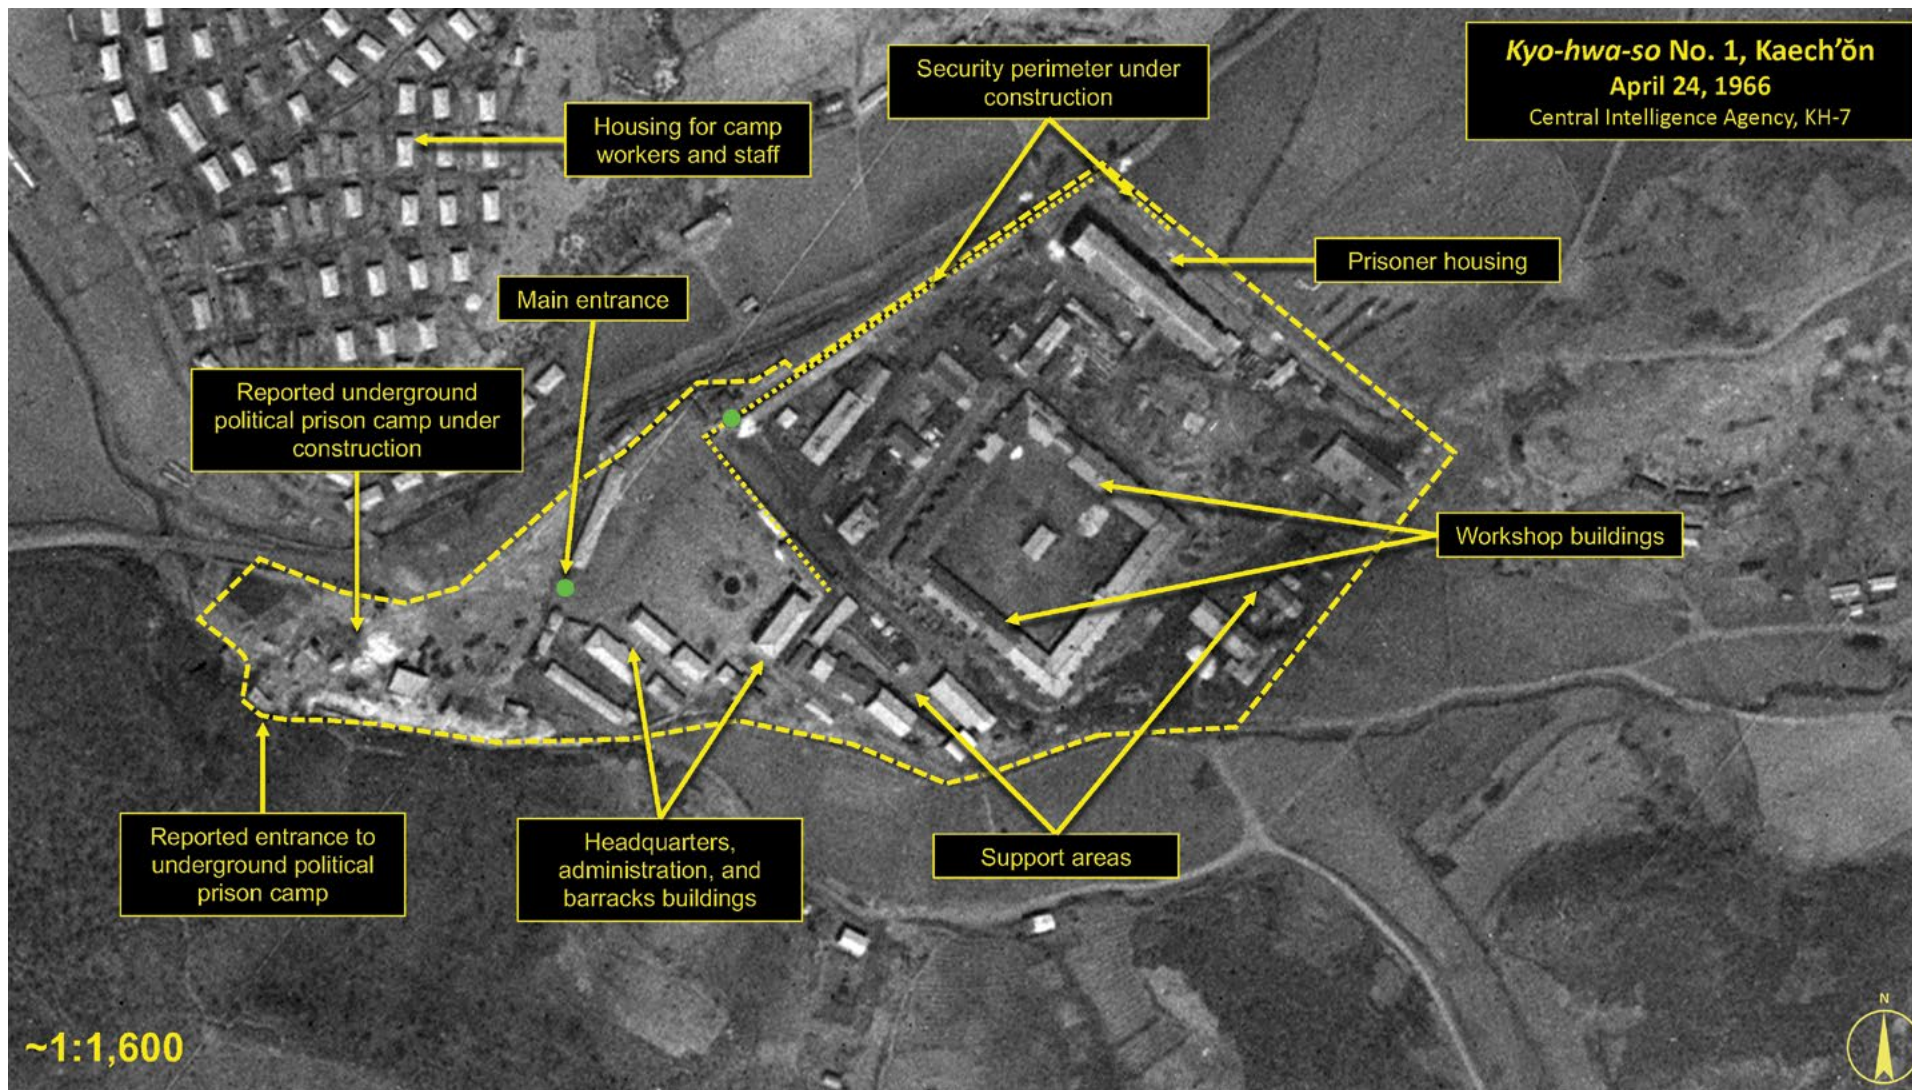 Kyo-hwa-so No. 1, Kaech’ŏn
April 24, 1966
Central Intelligence Agency, KH-7
Security perimeter under
construction
Housing for camp
workers and staff
Prisoner housing
Main entrance
Reported underground
political prison camp under
construction
Workshop buildings
Reported entrance to
underground political
prison camp
Headquarters,
administration, and
barracks buildings
Support areas
~1:1,600
N